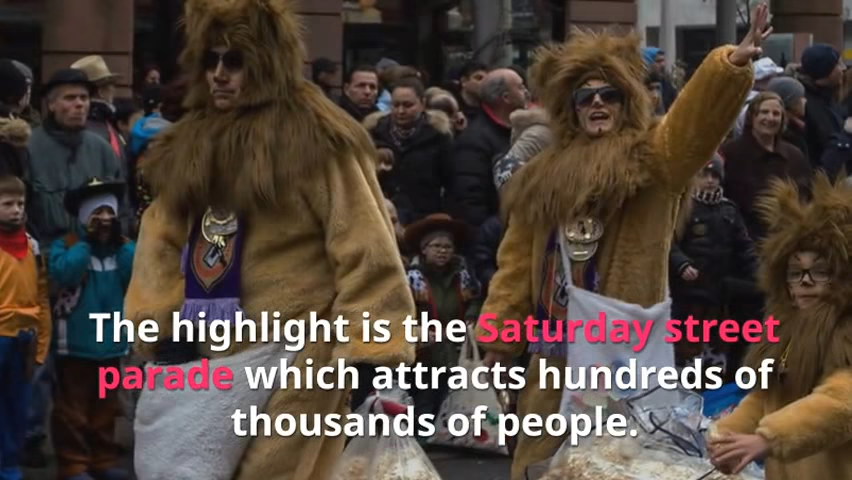 The highlight is the Saturday street
parade which attracts hundreds of
thousands of people.